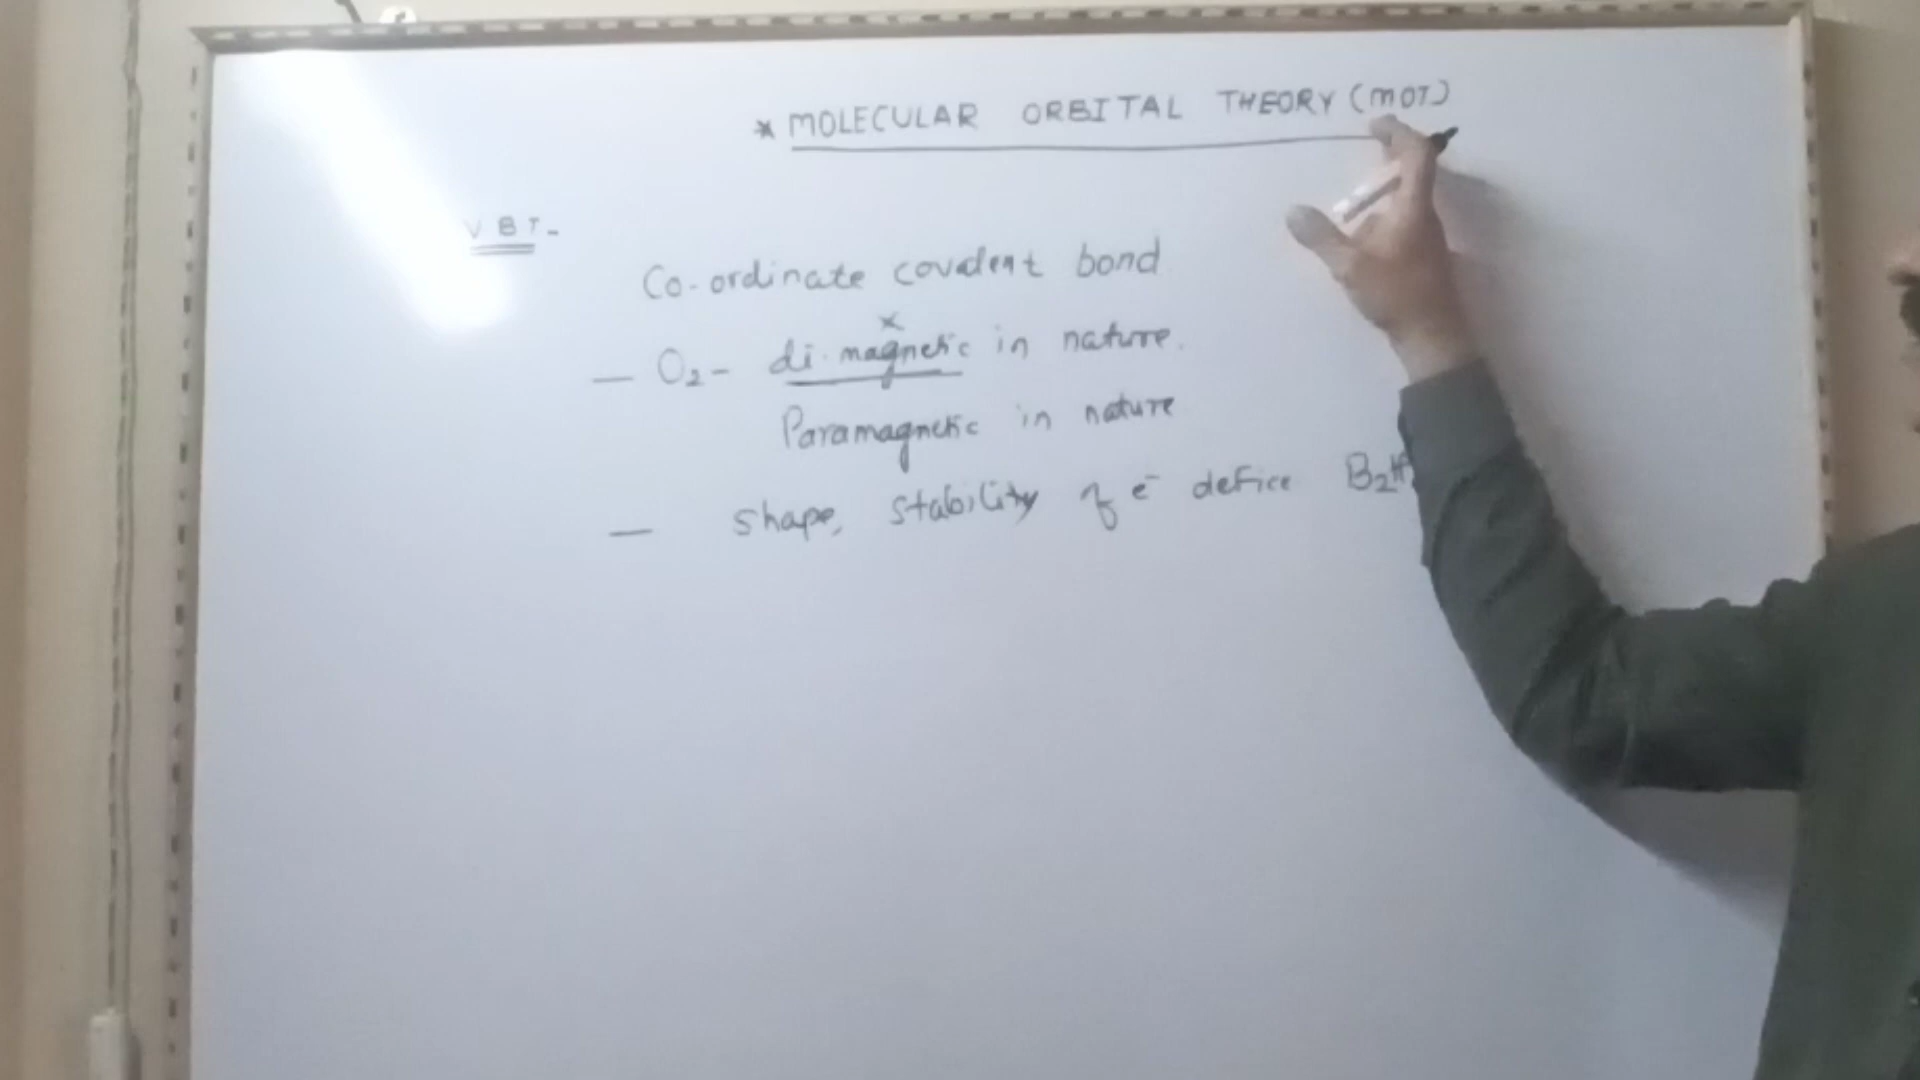 * MOLECULAR ORBITAL THEORY (MOT)
V B T -
Co-ordinate covalent bond
x
— O2 - di-magnetic in nature.
Paramagnetic in nature
— shape, stability of e- defice B2H